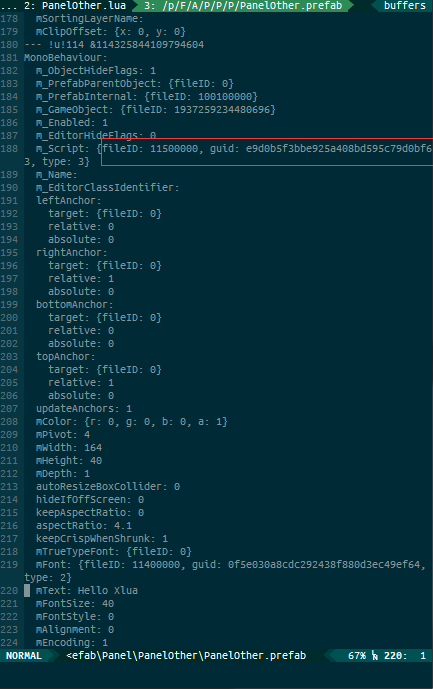 ... 2: PanelOther.lua 3: /p/F/A/P/P/P/PanelOther.prefab buffers
178 mSortingLayerName:
179 mClipOffset: {x: 0, y: 0}
180 --- !u!114 &114325844109794604
181 MonoBehaviour:
182 m_ObjectHideFlags: 1
183 m_PrefabParentObject: {fileID: 0}
184 m_PrefabInternal: {fileID: 100100000}
185 m_GameObject: {fileID: 1937259234480696}
186 m_Enabled: 1
187 m_EditorHideFlags: 0
188 m_Script: {fileID: 11500000, guid: e9d0b5f3bbe925a408bd595c79d0bf6
3, type: 3}
189 m_Name:
190 m_EditorClassIdentifier:
191 leftAnchor:
192 target: {fileID: 0}
193 relative: 0
194 absolute: 0
195 rightAnchor:
196 target: {fileID: 0}
197 relative: 1
198 absolute: 0
199 bottomAnchor:
200 target: {fileID: 0}
201 relative: 0
202 absolute: 0
203 topAnchor:
204 target: {fileID: 0}
205 relative: 1
206 absolute: 0
207 updateAnchors: 1
208 mColor: {r: 0, g: 0, b: 0, a: 1}
209 mPivot: 4
210 mWidth: 164
211 mHeight: 40
212 mDepth: 1
213 autoResizeBoxCollider: 0
214 hideIfOffScreen: 0
215 keepAspectRatio: 0
216 aspectRatio: 4.1
217 keepCrispWhenShrunk: 1
218 mTrueTypeFont: {fileID: 0}
219 mFont: {fileID: 11400000, guid: 0f5e030a8cdc292438f880d3ec49ef64,
type: 2}
220 mText: Hello Xlua
221 mFontSize: 40
222 mFontStyle: 0
223 mAlignment: 0
224 mEncoding: 1
NORMAL <efab\Panel\PanelOther\PanelOther.prefab 67% 220: 1